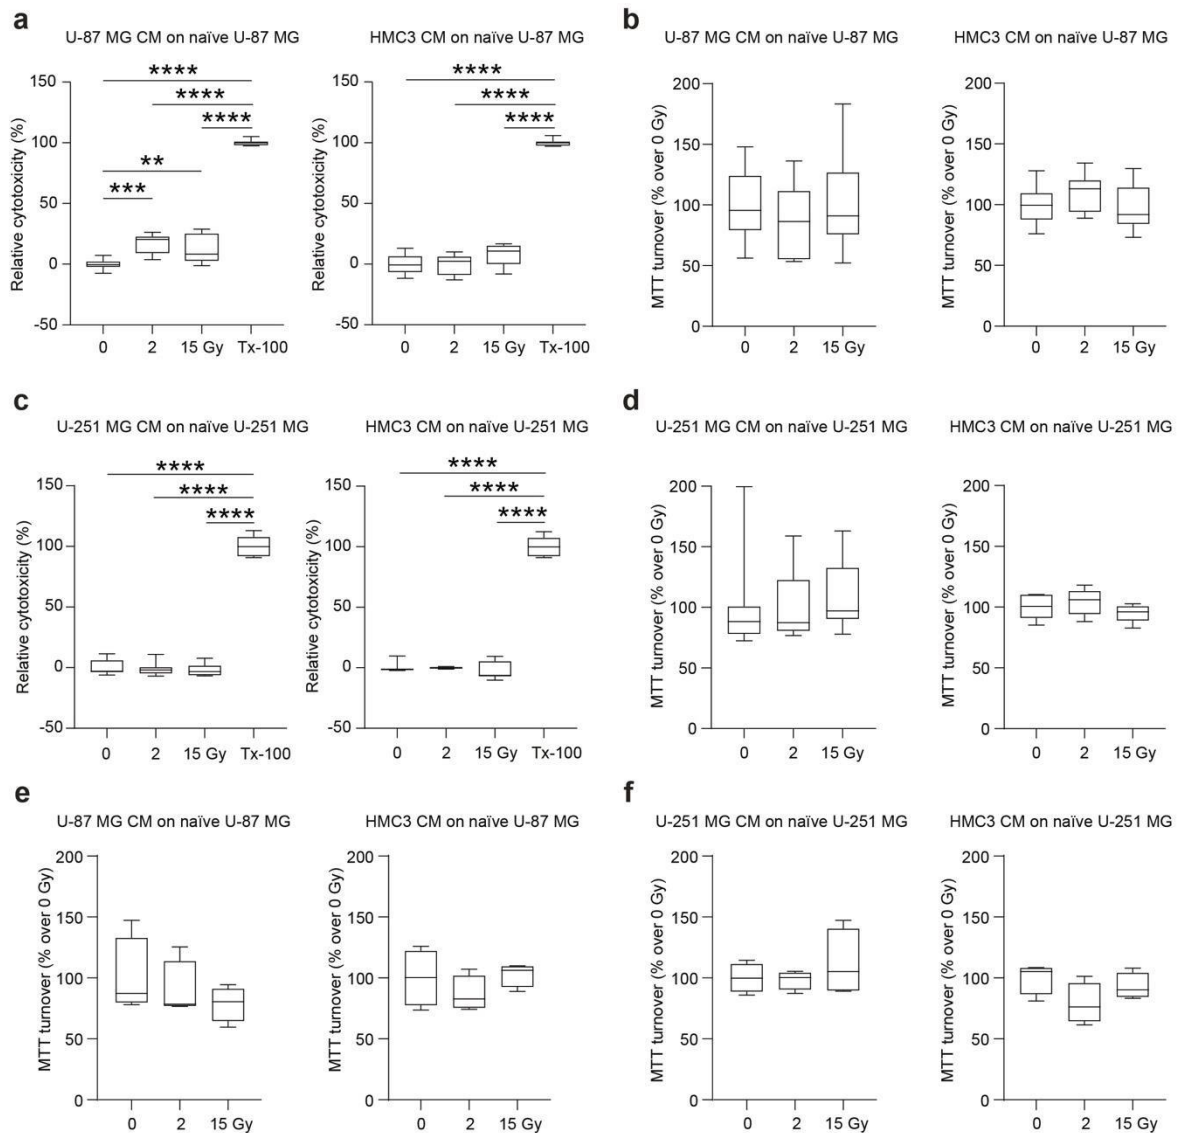 a
U-87 MG CM on naïve U-87 MG
Relative cytotoxicity (%)
150
100
50
0
-50
****
****
****
**
***
0 2 15 Gy Tx-100
HMC3 CM on naïve U-87 MG
Relative cytotoxicity (%)
150
100
50
0
-50
****
****
****
0 2 15 Gy Tx-100
b
U-87 MG CM on naïve U-87 MG
MTT turnover (% over 0 Gy)
200
150
100
50
0
0 2 15 Gy
HMC3 CM on naïve U-87 MG
MTT turnover (% over 0 Gy)
200
150
100
50
0
0 2 15 Gy
c
U-251 MG CM on naïve U-251 MG
Relative cytotoxicity (%)
150
100
50
0
-50
****
****
****
0 2 15 Gy Tx-100
HMC3 CM on naïve U-251 MG
Relative cytotoxicity (%)
150
100
50
0
-50
****
****
****
0 2 15 Gy Tx-100
d
U-251 MG CM on naïve U-251 MG
MTT turnover (% over 0 Gy)
200
150
100
50
0
0 2 15 Gy
HMC3 CM on naïve U-251 MG
MTT turnover (% over 0 Gy)
200
150
100
50
0
0 2 15 Gy
e
U-87 MG CM on naïve U-87 MG
MTT turnover (% over 0 Gy)
200
150
100
50
0
0 2 15 Gy
HMC3 CM on naïve U-87 MG
MTT turnover (% over 0 Gy)
200
150
100
50
0
0 2 15 Gy
f
U-251 MG CM on naïve U-251 MG
MTT turnover (% over 0 Gy)
200
150
100
50
0
0 2 15 Gy
HMC3 CM on naïve U-251 MG
MTT turnover (% over 0 Gy)
200
150
100
50
0
0 2 15 Gy